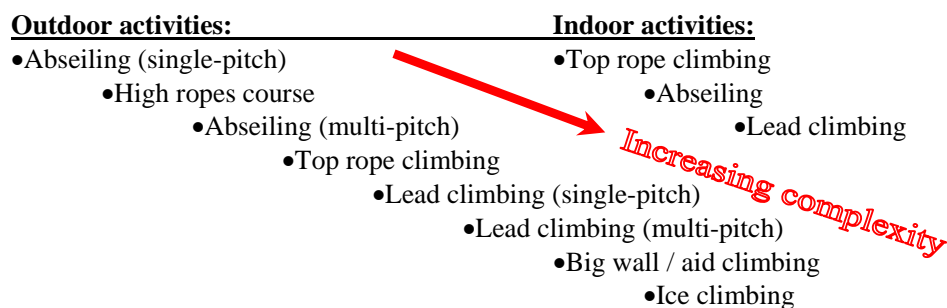 Outdoor activities: Indoor activities:
•Abseiling (single-pitch) •Top rope climbing
•High ropes course •Abseiling
•Abseiling (multi-pitch) •Lead climbing
•Top rope climbing
Increasing complexity
•Lead climbing (single-pitch)
•Lead climbing (multi-pitch)
•Big wall / aid climbing
•Ice climbing